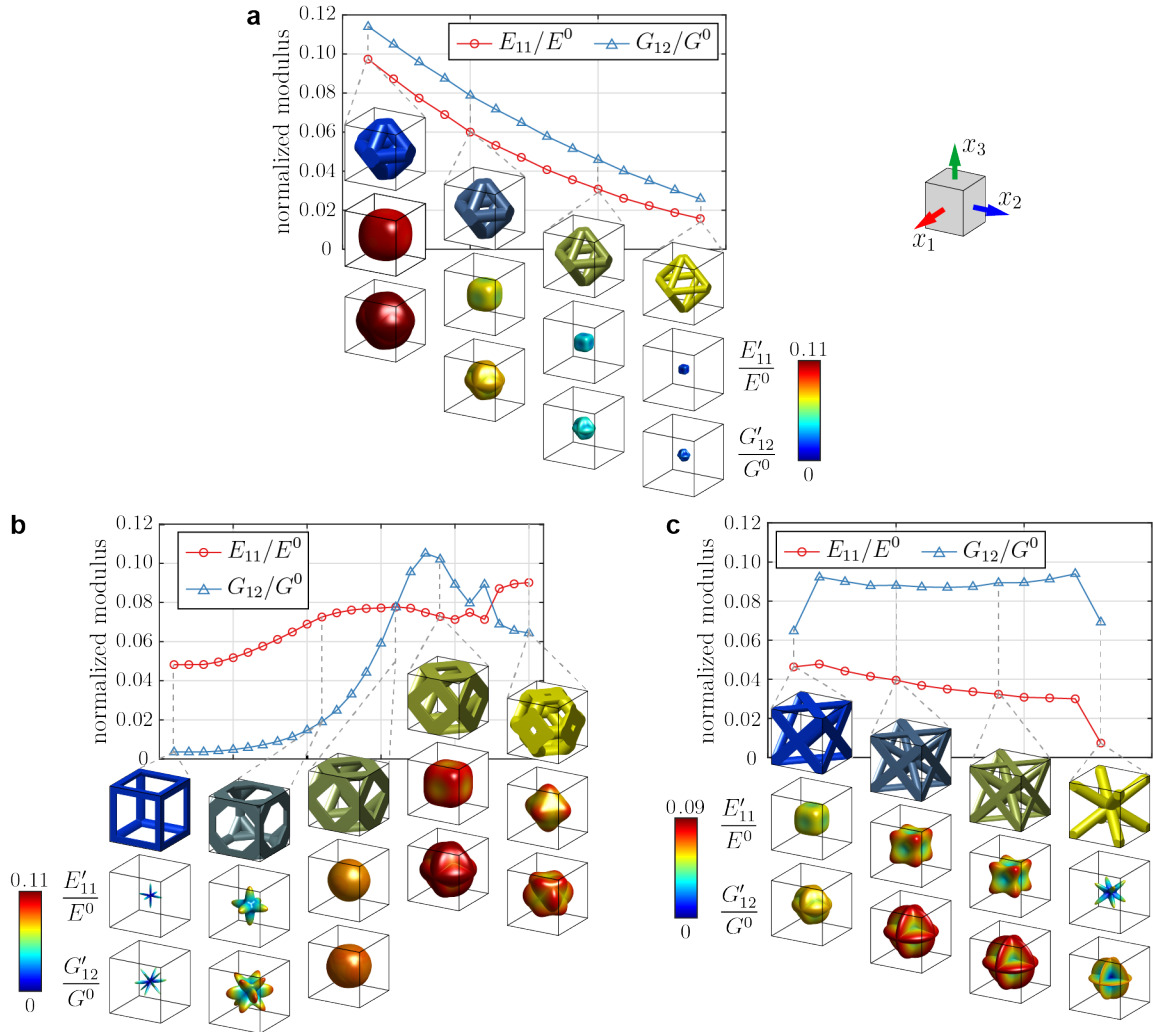 a
0.12
0.10
0.08
0.06
0.04
0.02
0
normalized modulus
E₁₁/E⁰
G₁₂/G⁰
x₃
x₂
x₁
E′₁₁/E⁰
G′₁₂/G⁰
0.11
0
b
0.12
0.10
0.08
0.06
0.04
0.02
0
normalized modulus
E₁₁/E⁰
G₁₂/G⁰
0.11
0
E′₁₁/E⁰
G′₁₂/G⁰
c
0.12
0.10
0.08
0.06
0.04
0.02
0
normalized modulus
E₁₁/E⁰
G₁₂/G⁰
0.09
0
E′₁₁/E⁰
G′₁₂/G⁰